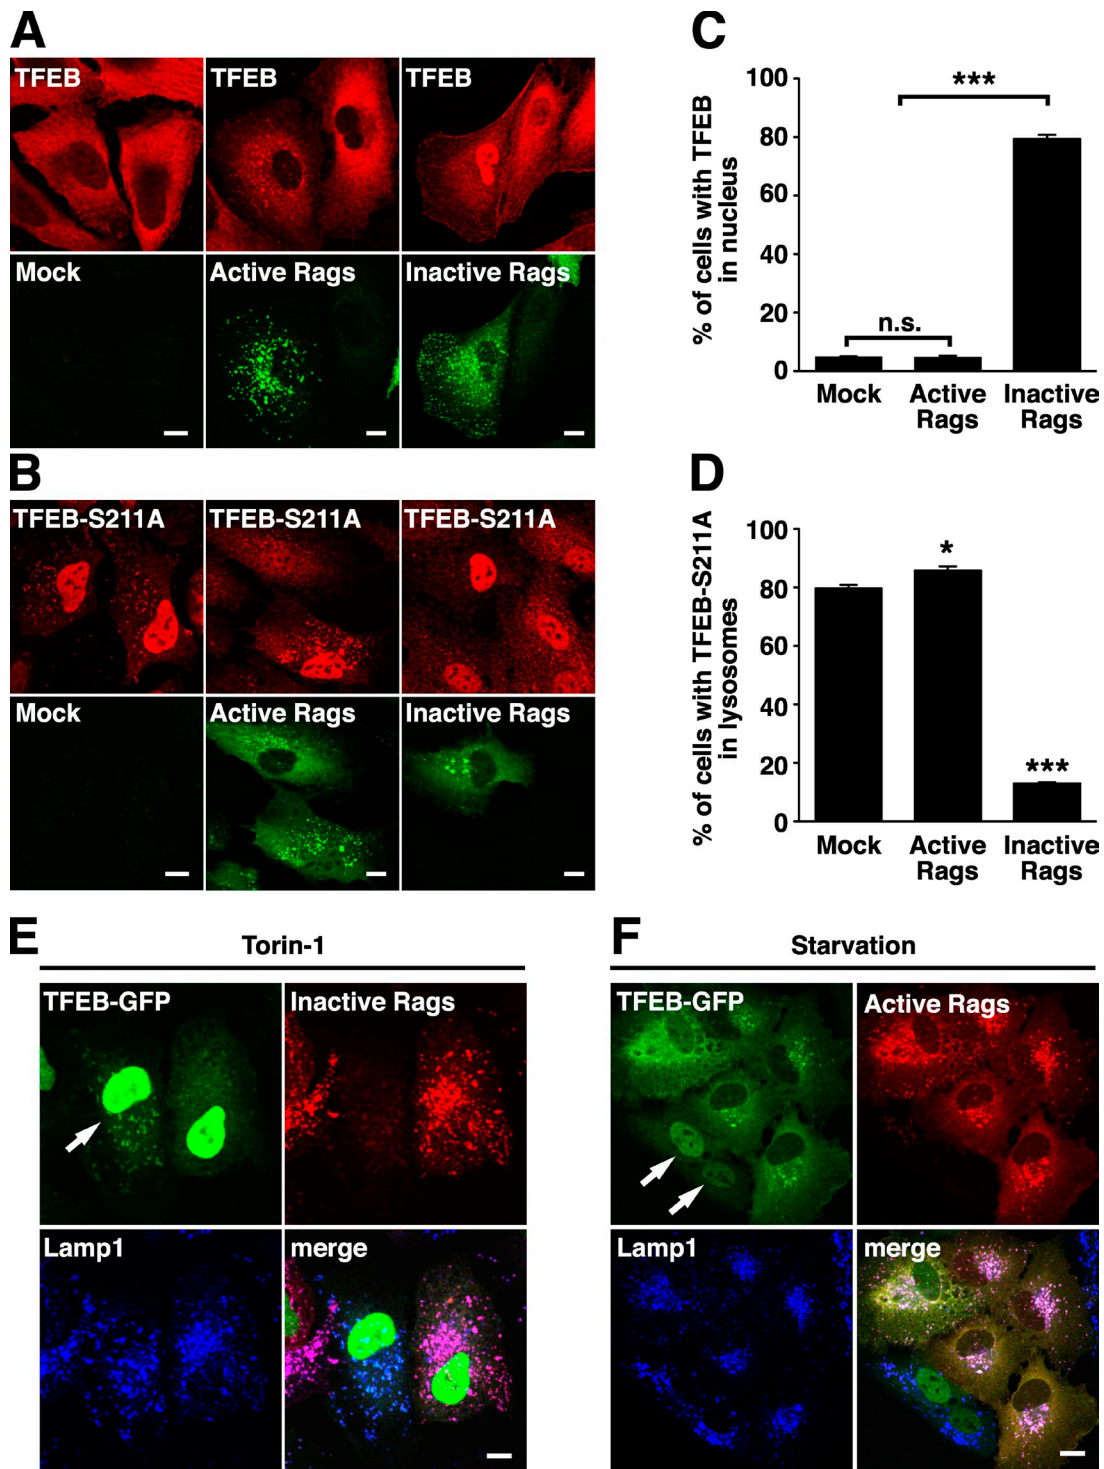 A
TFEB
TFEB
TFEB
Mock
Active Rags
Inactive Rags
B
TFEB-S211A
TFEB-S211A
TFEB-S211A
Mock
Active Rags
Inactive Rags
C
% of cells with TFEB
in nucleus
100
80
60
40
20
0
***
n.s.
Mock
Active
Rags
Inactive
Rags
D
% of cells with TFEB-S211A
in lysosomes
100
80
60
40
20
0
*
***
Mock
Active
Rags
Inactive
Rags
E
Torin-1
TFEB-GFP
Inactive Rags
Lamp1
merge
F
Starvation
TFEB-GFP
Active Rags
Lamp1
merge